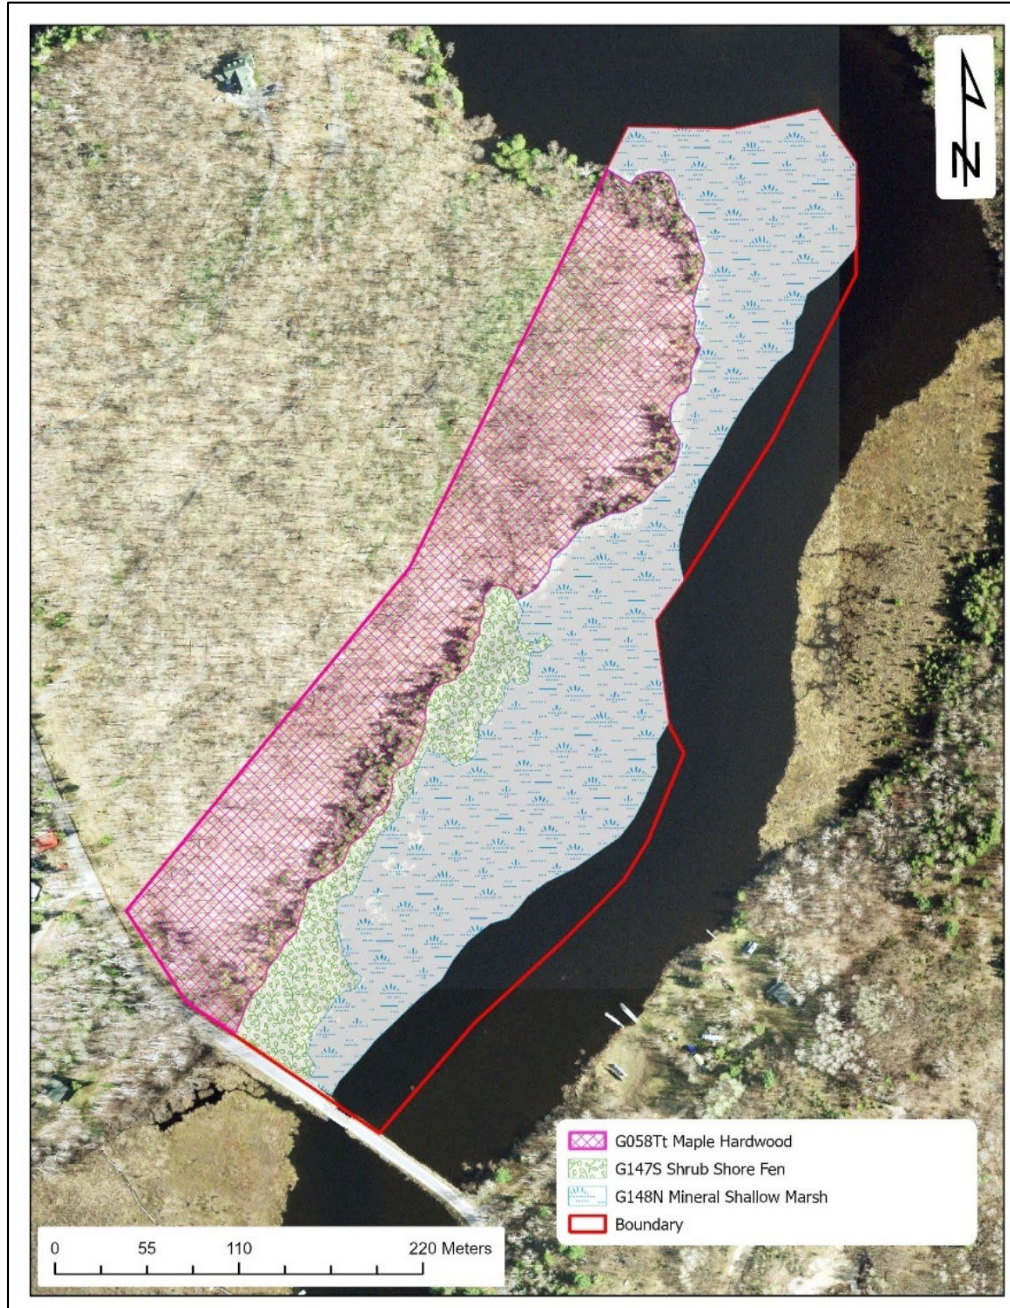 N
G058Tt Maple Hardwood
G147S Shrub Shore Fen
G148N Mineral Shallow Marsh
Boundary
0 55 110 220 Meters